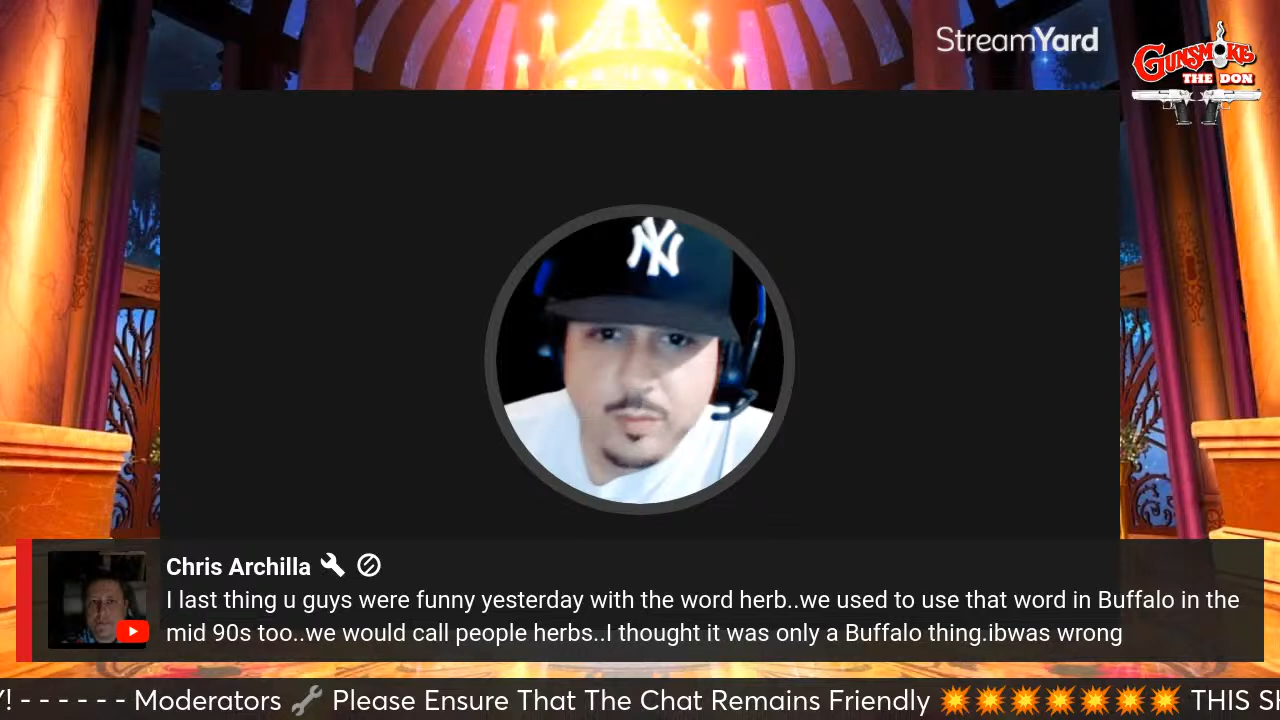 StreamYard
GUNSMOKE
THE DON
NY
Chris Archilla
I last thing u guys were funny yesterday with the word herb..we used to use that word in Buffalo in the
mid 90s too..we would call people herbs..I thought it was only a Buffalo thing.ibwas wrong
Y! - - - - - - Moderators 🔧 Please Ensure That The Chat Remains Friendly 💥💥💥💥💥💥💥 THIS SH